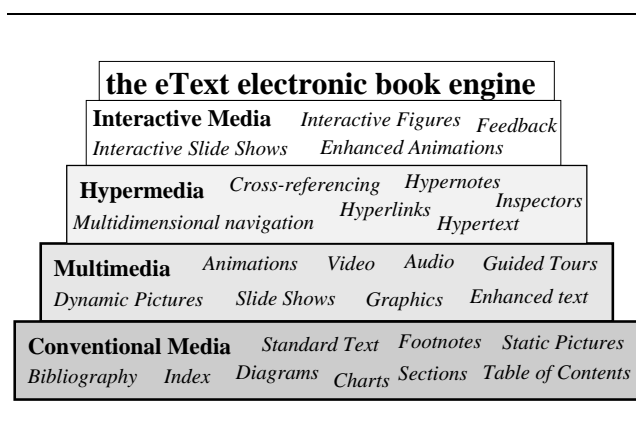 the eText electronic book engine
Interactive Media Interactive Figures Feedback
Interactive Slide Shows Enhanced Animations
Hypermedia Cross-referencing Hypernotes
Inspectors
Multidimensional navigation Hyperlinks Hypertext
Multimedia Animations Video Audio Guided Tours
Dynamic Pictures Slide Shows Graphics Enhanced text
Conventional Media Standard Text Footnotes Static Pictures
Bibliography Index Diagrams Charts Sections Table of Contents